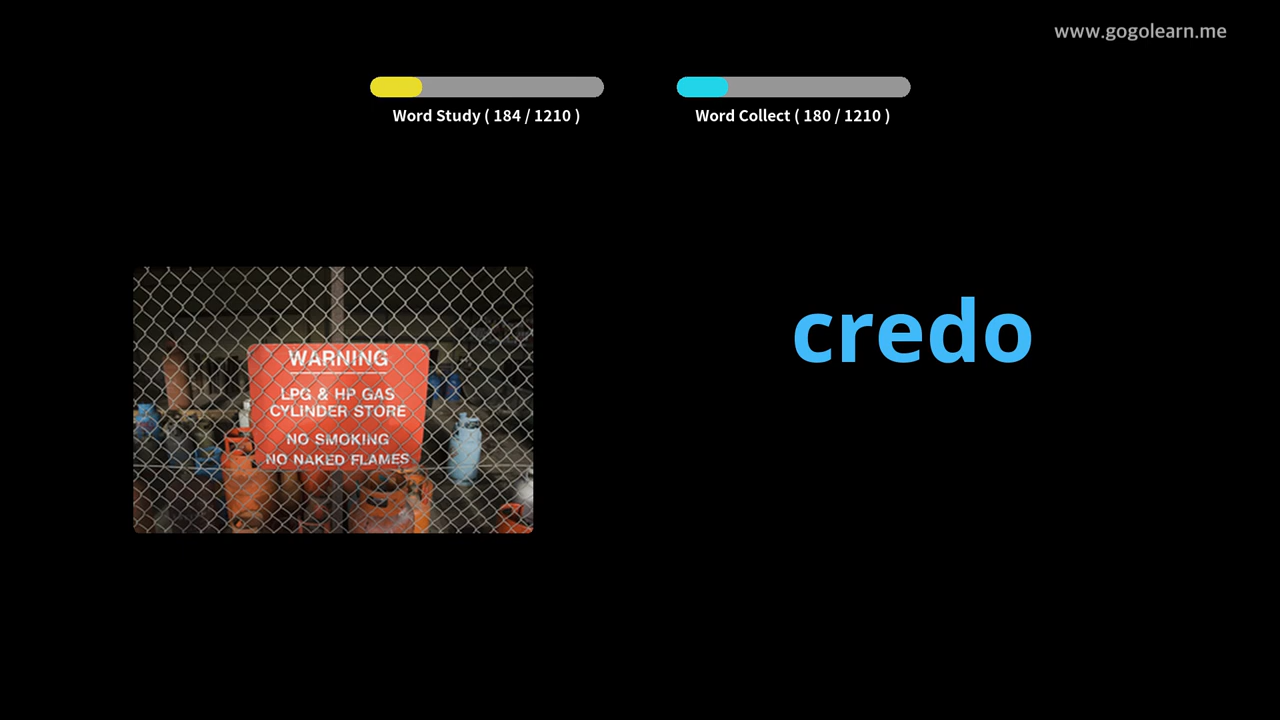 www.gogolearn.me
Word Study ( 184 / 1210 )
Word Collect ( 180 / 1210 )
credo
WARNING
LPG & HP GAS
CYLINDER STORE
NO SMOKING
NO NAKED FLAMES